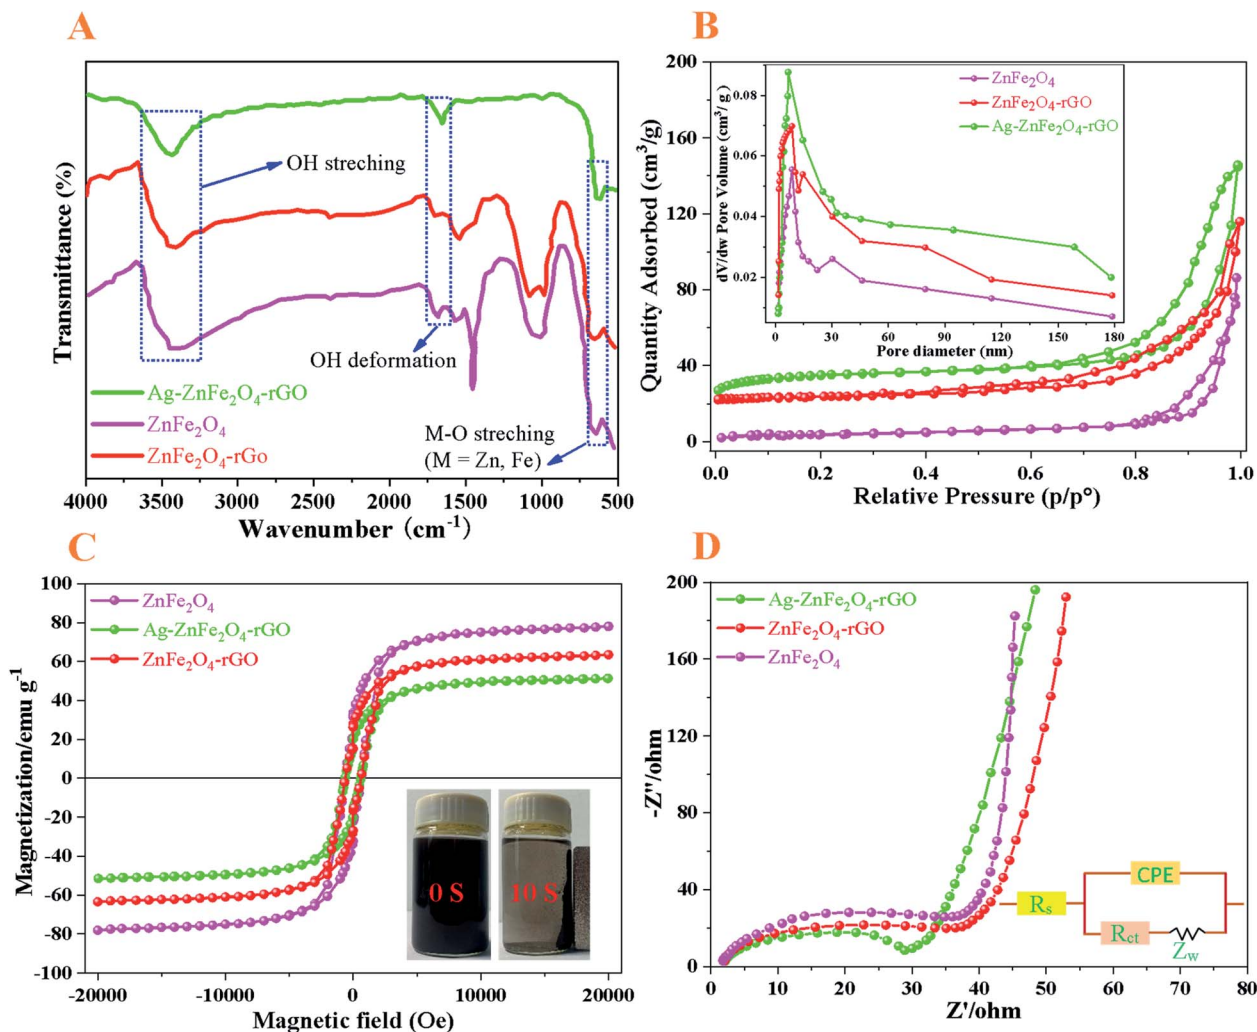 A
Transmittance (%)
OH streching
OH deformation
Ag-ZnFe₂O₄-rGO
ZnFe₂O₄
ZnFe₂O₄-rGo
M-O streching
(M = Zn, Fe)
4000 3500 3000 2500 2000 1500 1000 500
Wavenumber (cm⁻¹)
B
Quantity Adsorbed (cm³/g)
200
160
120
80
40
0
dV/dw Pore Volume (cm³/ g )
0.08
0.06
0.04
0.02
ZnFe₂O₄
ZnFe₂O₄-rGO
Ag-ZnFe₂O₄-rGO
0 30 60 90 120 150 180
Pore diameter (nm)
0.0 0.2 0.4 0.6 0.8 1.0
Relative Pressure (p/p°)
C
Magnetization/emu g⁻¹
100
80
60
40
20
0
-20
-40
-60
-80
-100
ZnFe₂O₄
Ag-ZnFe₂O₄-rGO
ZnFe₂O₄-rGO
0 S
10 S
-20000 -10000 0 10000 20000
Magnetic field (Oe)
D
-Z''/ohm
200
160
120
80
40
0
Ag-ZnFe₂O₄-rGO
ZnFe₂O₄-rGO
ZnFe₂O₄
CPE
Rₛ
R꜀ₜ
Z_w
0 10 20 30 40 50 60 70 80
Z'/ohm